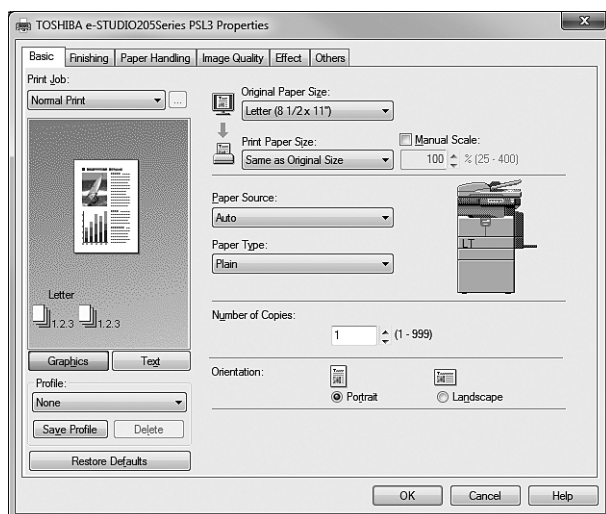 TOSHIBA e-STUDIO205Series PSL3 Properties
X
Basic Finishing Paper Handling Image Quality Effect Others
Print Job:
Normal Print
...
Letter
1.2.3 1.2.3
Graphics Text
Profile:
None
Save Profile Delete
Restore Defaults
Original Paper Size:
Letter (8 1/2 x 11")
Print Paper Size:
Same as Original Size
Manual Scale:
100 % (25 - 400)
Paper Source:
Auto
Paper Type:
Plain
LT
Number of Copies:
1 (1 - 999)
Orientation:
Portrait Landscape
OK Cancel Help